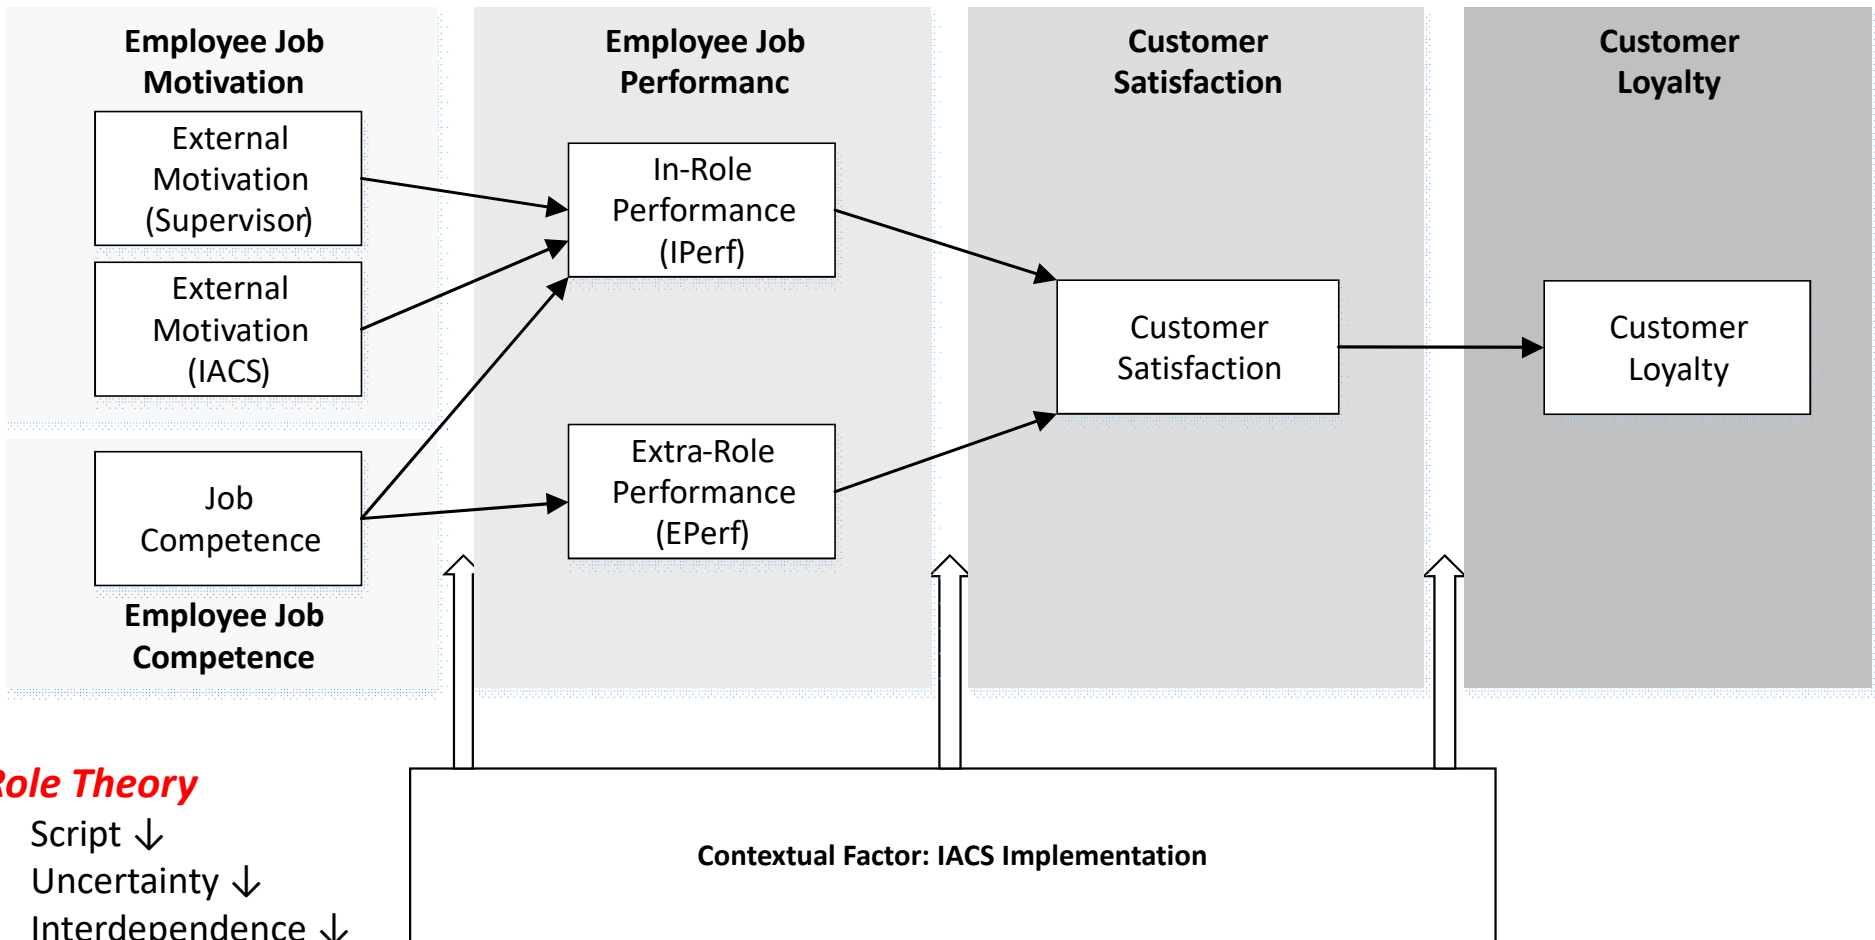 Employee Job
Motivation
External
Motivation
(Supervisor)
External
Motivation
(IACS)
Job
Competence
Employee Job
Competence
Employee Job
Performanc
In-Role
Performance
(IPerf)
Extra-Role
Performance
(EPerf)
Customer
Satisfaction
Customer
Satisfaction
Customer
Loyalty
Customer
Loyalty
Role Theory
Script ↓
Uncertainty ↓
Interdependence ↓
Contextual Factor: IACS Implementation